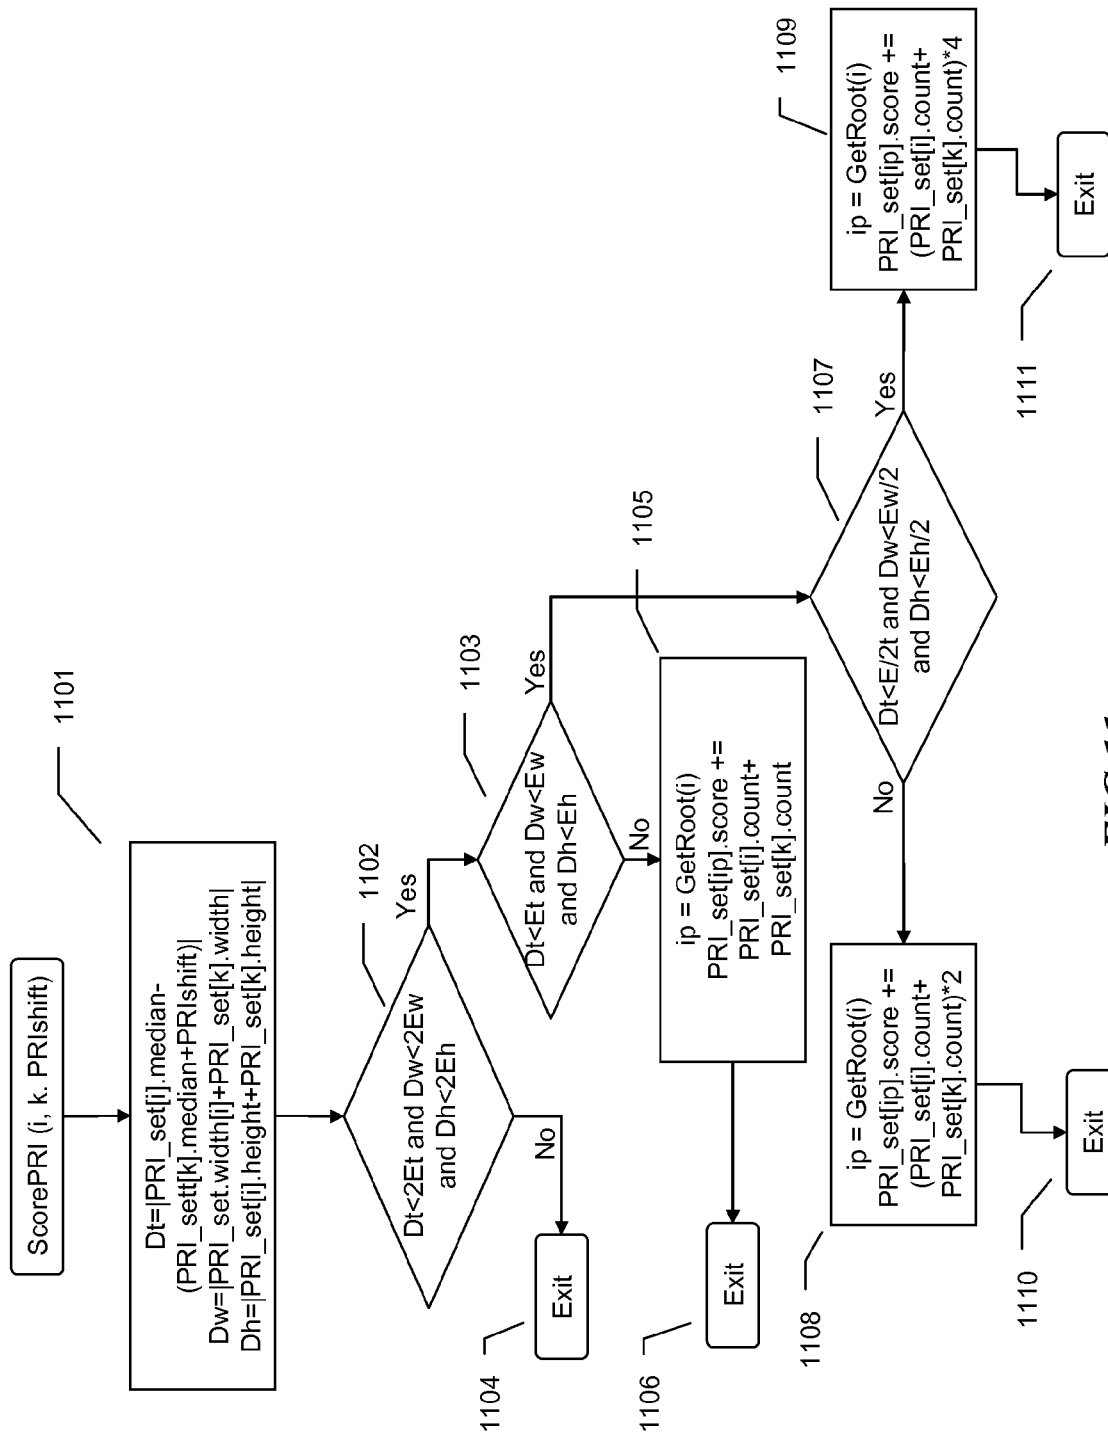 ScorePRI (i, k. PRIshift)
1101
Dt=|PRI_set[i].median-
(PRI_sett[k].median+PRIshift)|
Dw=|PRI_set.width[i]+PRI_set[k].width|
Dh=|PRI_set[i].height+PRI_set[k].height|
1102
Dt<2Et and Dw<2Ew
and Dh<2Eh
Yes
No
1104
Exit
1103
Dt<Et and Dw<Ew
and Dh<Eh
Yes
No
1105
ip = GetRoot(i)
PRI_set[ip].score +=
PRI_set[i].count+
PRI_set[k].count
1106
Exit
1107
Dt<E/2t and Dw<Ew/2
and Dh<Eh/2
No
Yes
1108
ip = GetRoot(i)
PRI_set[ip].score +=
(PRI_set[i].count+
PRI_set[k].count)*2
1110
Exit
1109
ip = GetRoot(i)
PRI_set[ip].score +=
(PRI_set[i].count+
PRI_set[k].count)*4
1111
Exit